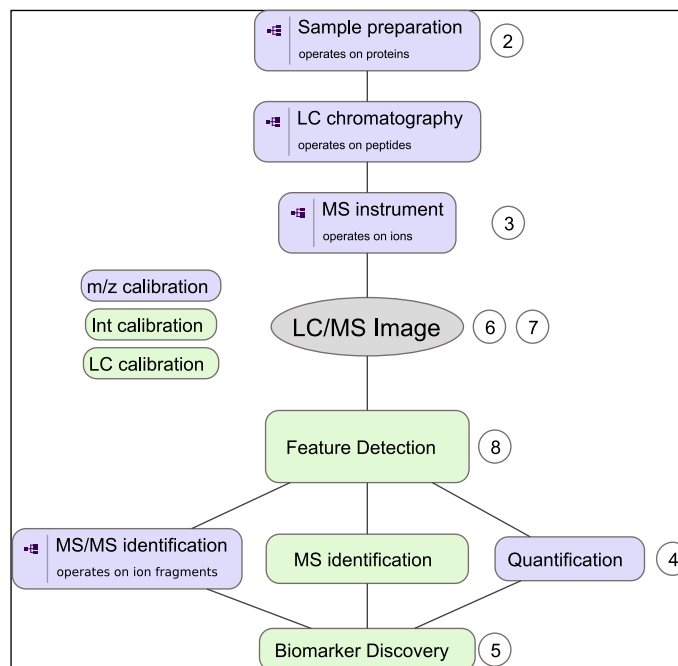 Sample preparation
operates on proteins
2
LC chromatography
operates on peptides
MS instrument
operates on ions
3
m/z calibration
Int calibration
LC calibration
LC/MS Image
6
7
Feature Detection
8
MS/MS identification
operates on ion fragments
MS identification
Quantification
4
Biomarker Discovery
5